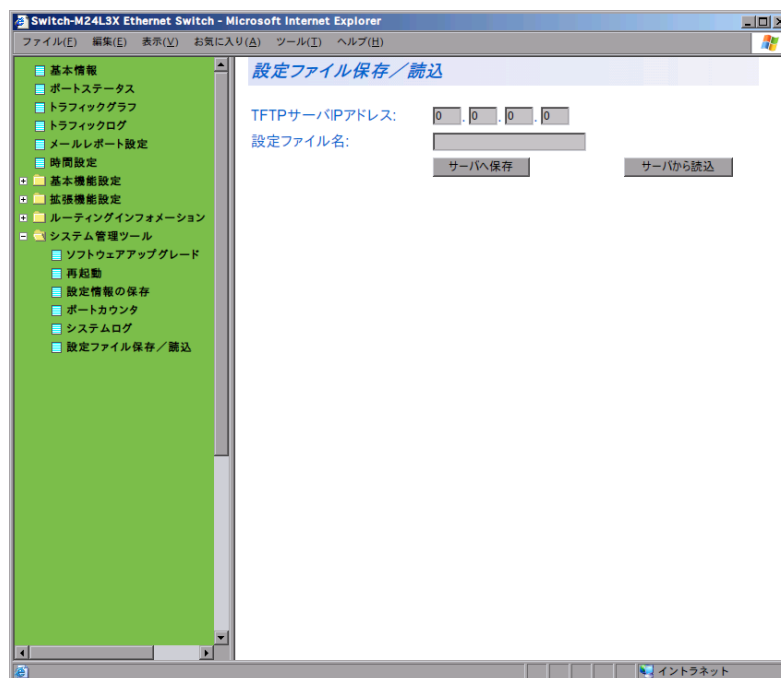 Switch-M24L3X Ethernet Switch - Microsoft Internet Explorer
ファイル(F) 編集(E) 表示(V) お気に入り(A) ツール(T) ヘルプ(H)
基本情報
ポートステータス
トラフィックグラフ
トラフィックログ
メールレポート設定
時間設定
基本機能設定
拡張機能設定
ルーティングインフォメーション
システム管理ツール
ソフトウェアアップグレード
再起動
設定情報の保存
ポートカウンタ
システムログ
設定ファイル保存／読込
設定ファイル保存／読込
TFTPサーバIPアドレス: 0 . 0 . 0 . 0
設定ファイル名:
サーバへ保存 サーバから読込
イントラネット